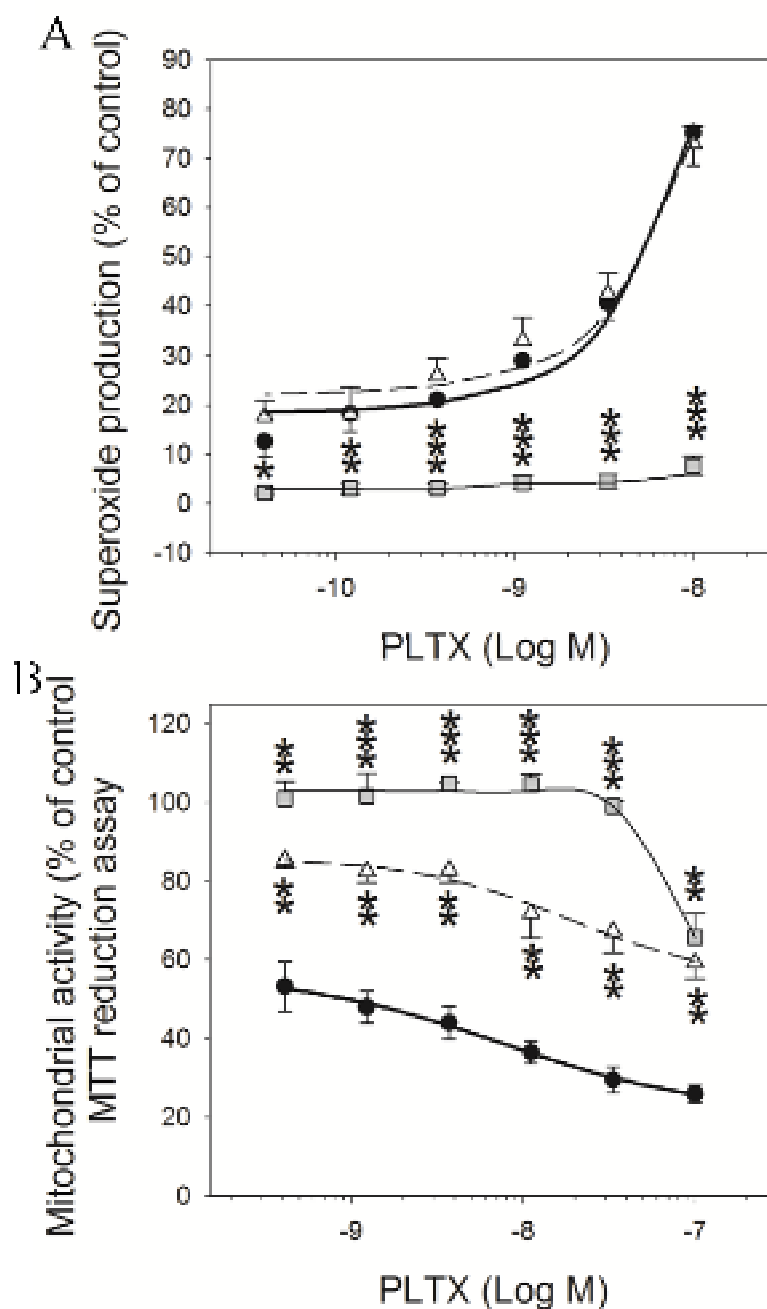 A
Superoxide production (% of control)
90
80
70
60
50
40
30
20
10
0
-10
* ** *** *** *** ***
-10 -9 -8
PLTX (Log M)
B
Mitochondrial activity (% of control
MTT reduction assay
120
100
80
60
40
20
0
** *** *** *** *** **
** ** ** ** ** **
-9 -8 -7
PLTX (Log M)